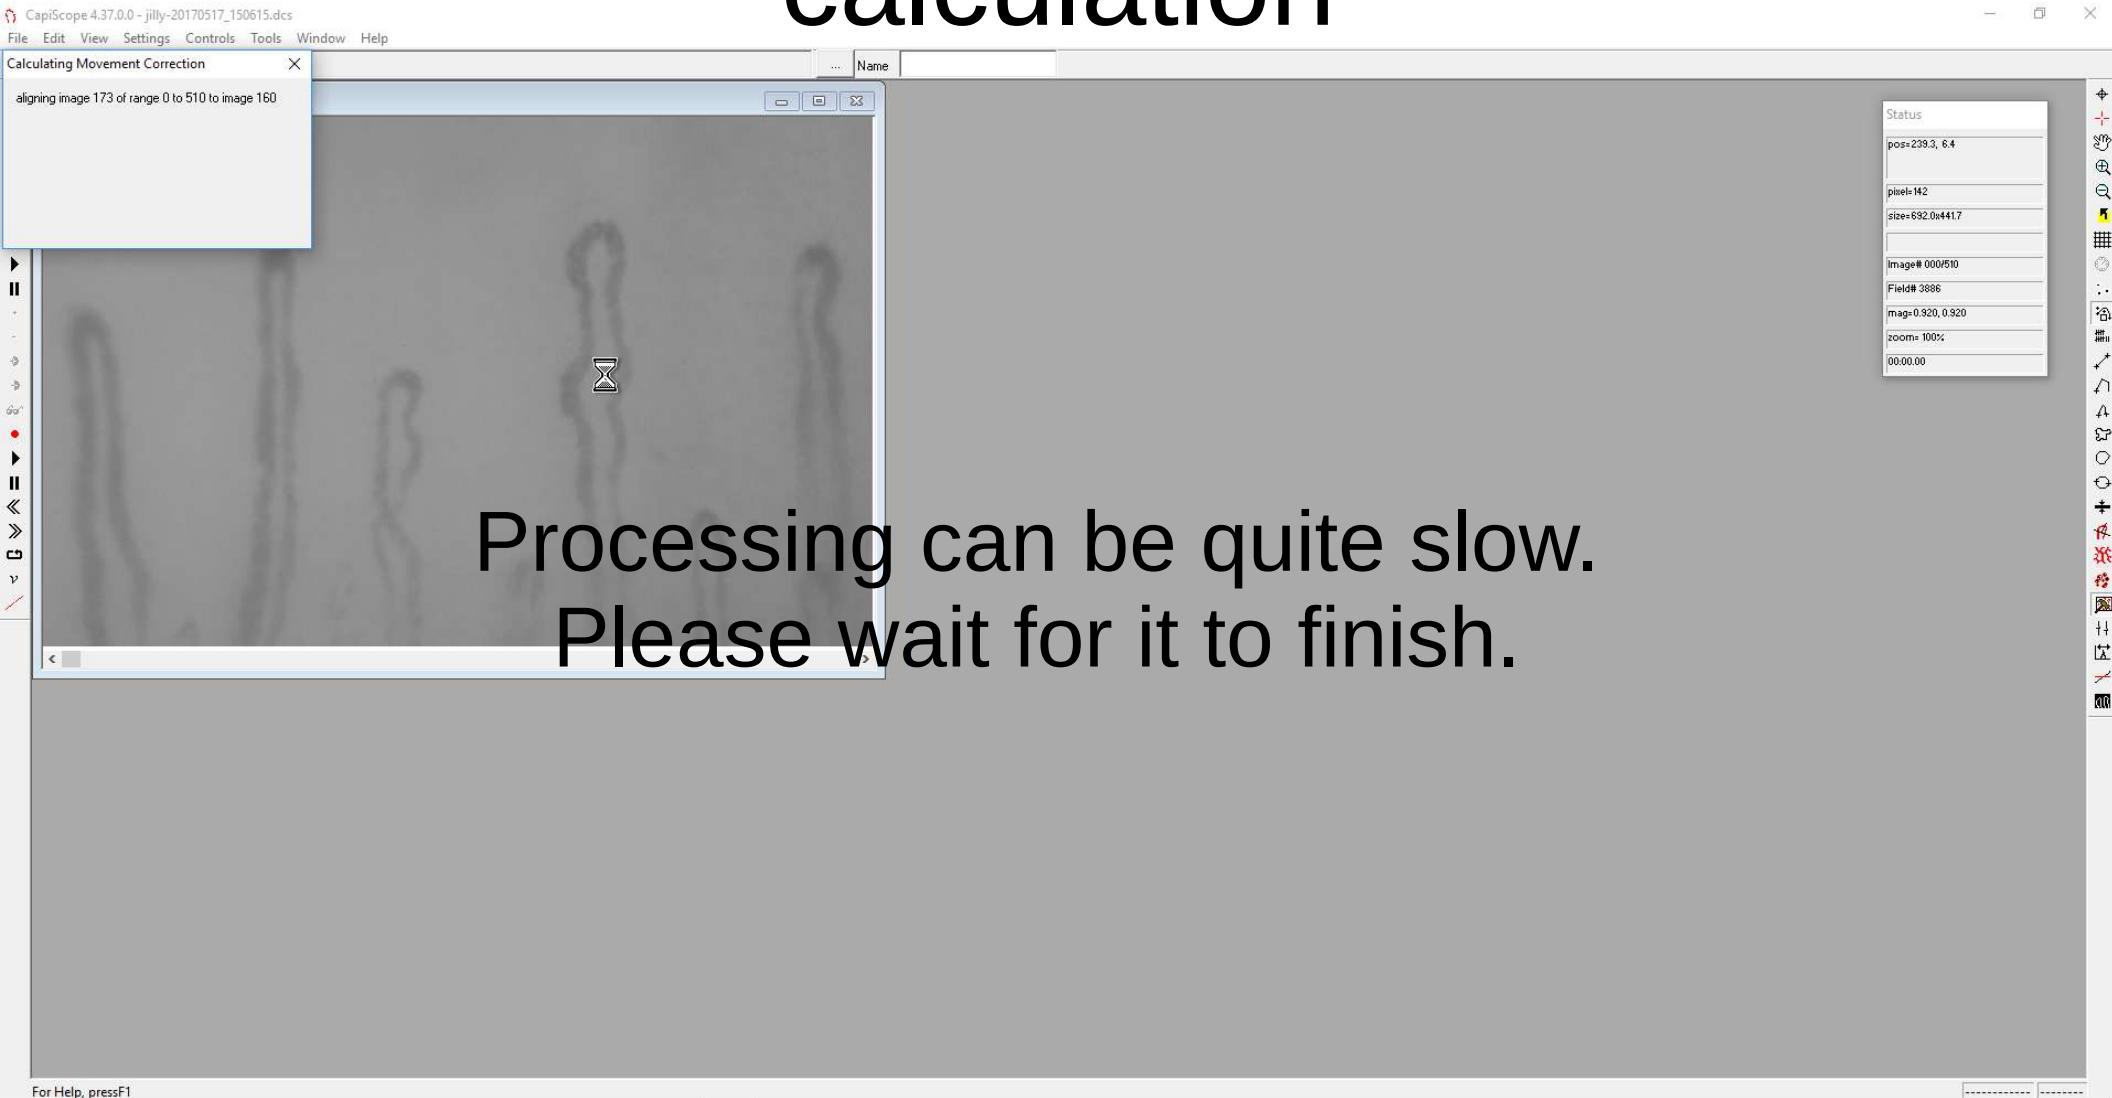 calculation
CapiScope 4.37.0.0 - jilly-20170517_150615.dcs
File Edit View Settings Controls Tools Window Help
Calculating Movement Correction
... Name
aligning image 173 of range 0 to 510 to image 160
Status
pos=239.3, 6.4
pixel=142
size=692.0x441.7
Image# 000/510
Field# 3886
mag=0.920, 0.920
zoom= 100%
00:00.00
Processing can be quite slow.
Please wait for it to finish.
For Help, pressF1